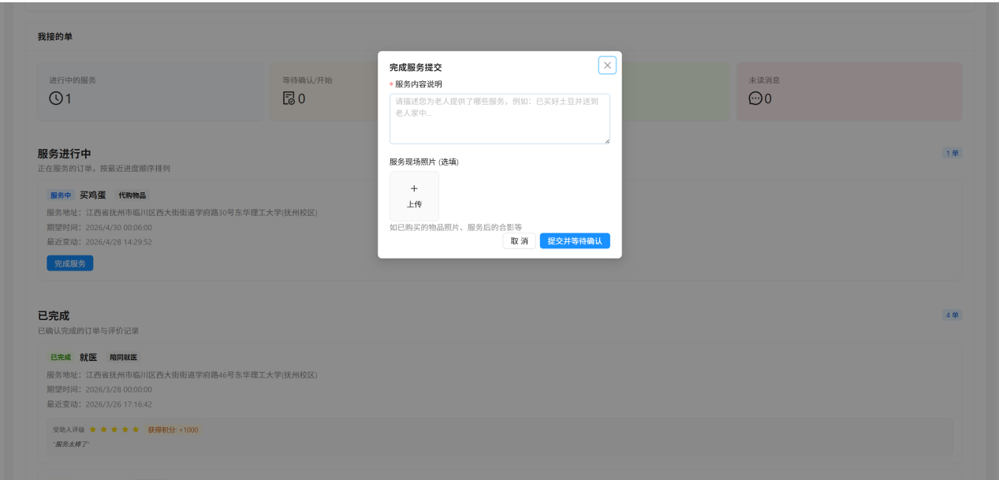 我接的单
进行中的服务
1
等待确认/开始
0
未读消息
0
完成服务提交
* 服务内容说明
请描述您为老人提供了哪些服务，例如：已买好土豆并送到
老人家中...
服务现场照片 (选填)
+
上传
如已购买的物品照片、服务后的合影等
取 消
提交并等待确认
服务进行中
1 单
正在服务的订单，按最近进度顺序排列
服务中 买鸡蛋 代购物品
服务地址：江西省抚州市临川区西大街街道学府路30号东华理工大学(抚州校区)
期望时间：2026/4/30 00:06:00
最近变动：2026/4/28 14:29:52
完成服务
已完成
4 单
已确认完成的订单与评价记录
已完成 就医 陪同就医
服务地址：江西省抚州市临川区西大街街道学府路46号东华理工大学(抚州校区)
期望时间：2026/3/28 00:00:00
最近变动：2026/3/26 17:16:42
受助人评级 ★ ★ ★ ★ ★ 获得积分: +1000
"服务太棒了"